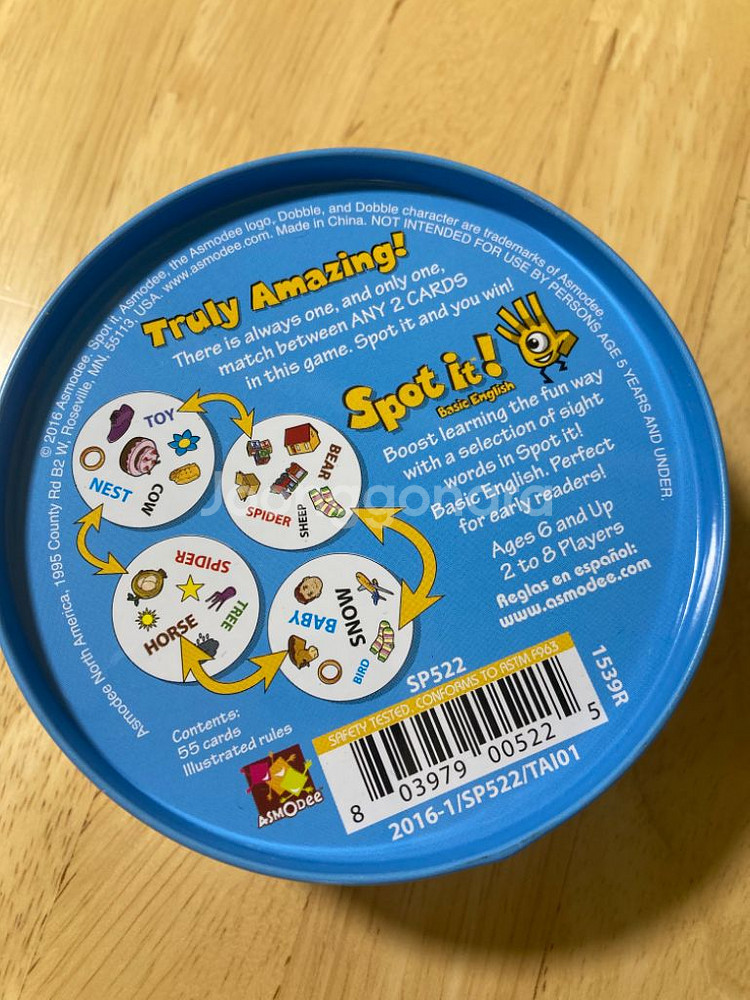 © 2016 Asmodee. Spot it, Asmodee, the Asmodee logo, Dobble, and Dobble character are trademarks of Asmodee.
Asmodee North America, 1995 County Rd B2 W, Roseville, MN, 55113, USA. www.asmodee.com. Made in China. NOT INTENDED FOR USE BY PERSONS AGE 5 YEARS AND UNDER.
Truly Amazing!
There is always one, and only one,
match between ANY 2 CARDS
in this game. Spot it and you win!
Spot it!
Basic English
Boost learning the fun way
with a selection of sight
words in Spot it!
Basic English. Perfect
for early readers!
Ages 6 and Up
2 to 8 Players
Reglas en español:
www.asmodee.com
TOY
NEST
COW
BEAR
SPIDER
SHEEP
SPIDER
TREE
HORSE
SNOW
BABY
BIRD
Contents:
55 cards
Illustrated rules
ASMODee
SP522
SAFETY TESTED. CONFORMS TO ASTM F963
8 03979 00522 5
1539R
2016-1/SP522/TAI01
Joonggonara